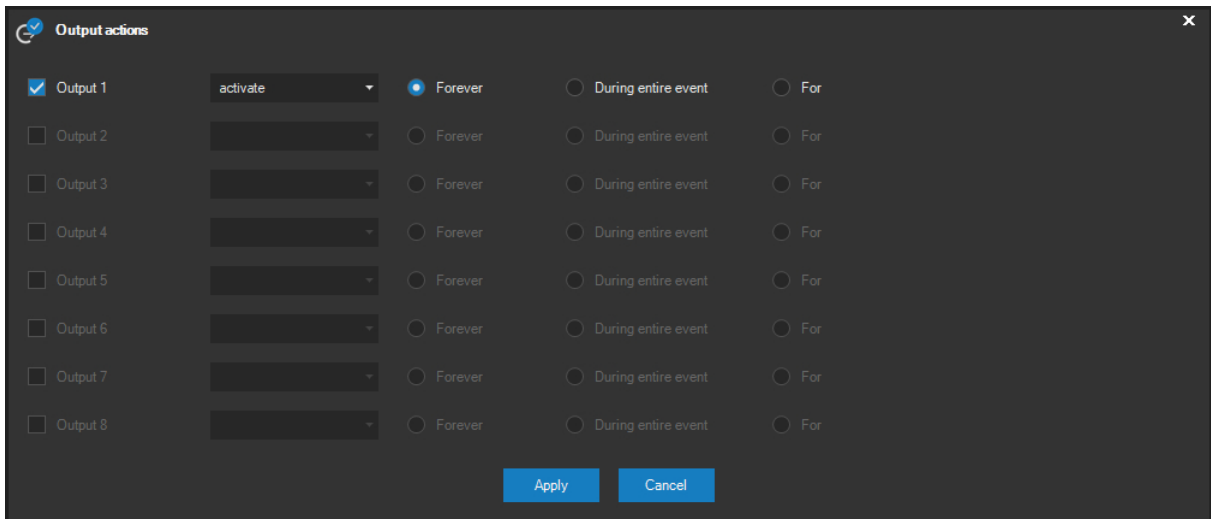 Output actions
Output 1 activate Forever During entire event For
Output 2 Forever During entire event For
Output 3 Forever During entire event For
Output 4 Forever During entire event For
Output 5 Forever During entire event For
Output 6 Forever During entire event For
Output 7 Forever During entire event For
Output 8 Forever During entire event For
Apply Cancel